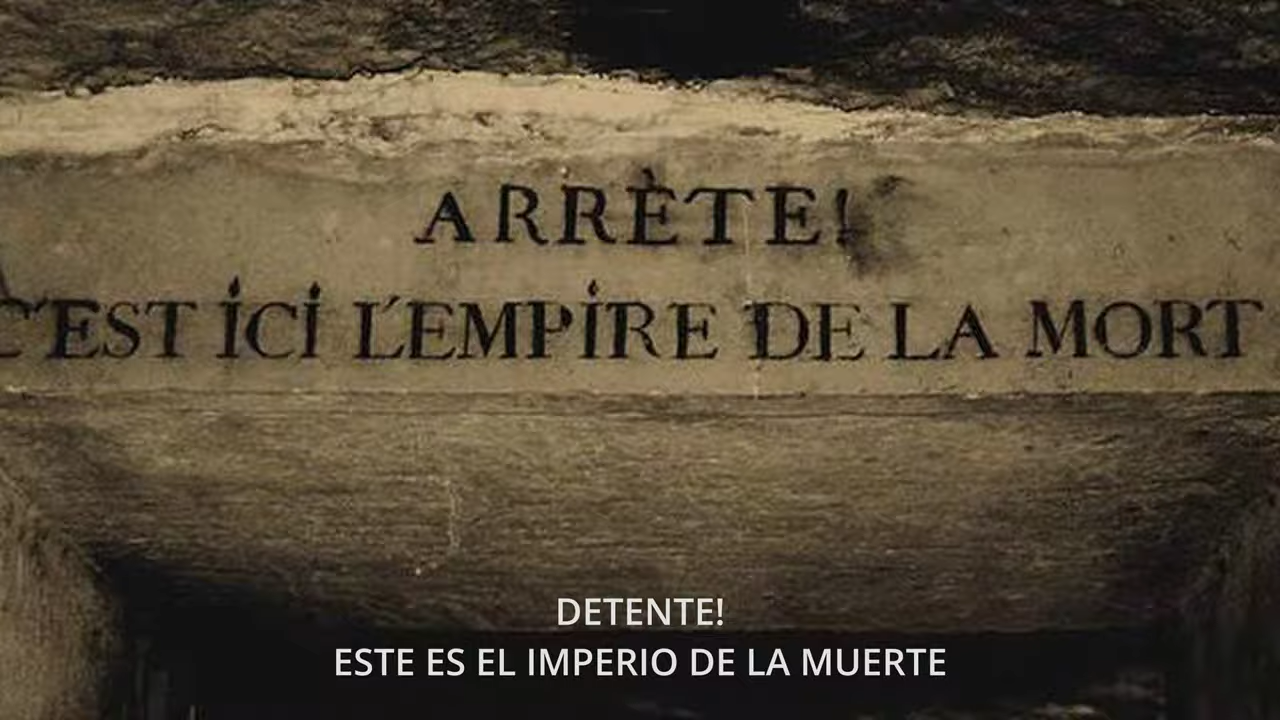 ARRÈTE!
C'EST ICI L'EMPIRE DE LA MORT
DETENTE!
ESTE ES EL IMPERIO DE LA MUERTE